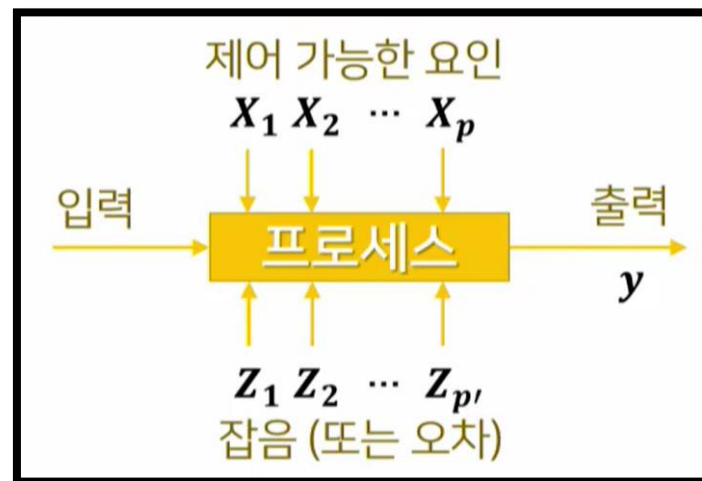 제어 가능한 요인
X₁ X₂ ⋯ Xₚ
입력
프로세스
출력
y
Z₁ Z₂ ⋯ Zₚ′
잡음 (또는 오차)